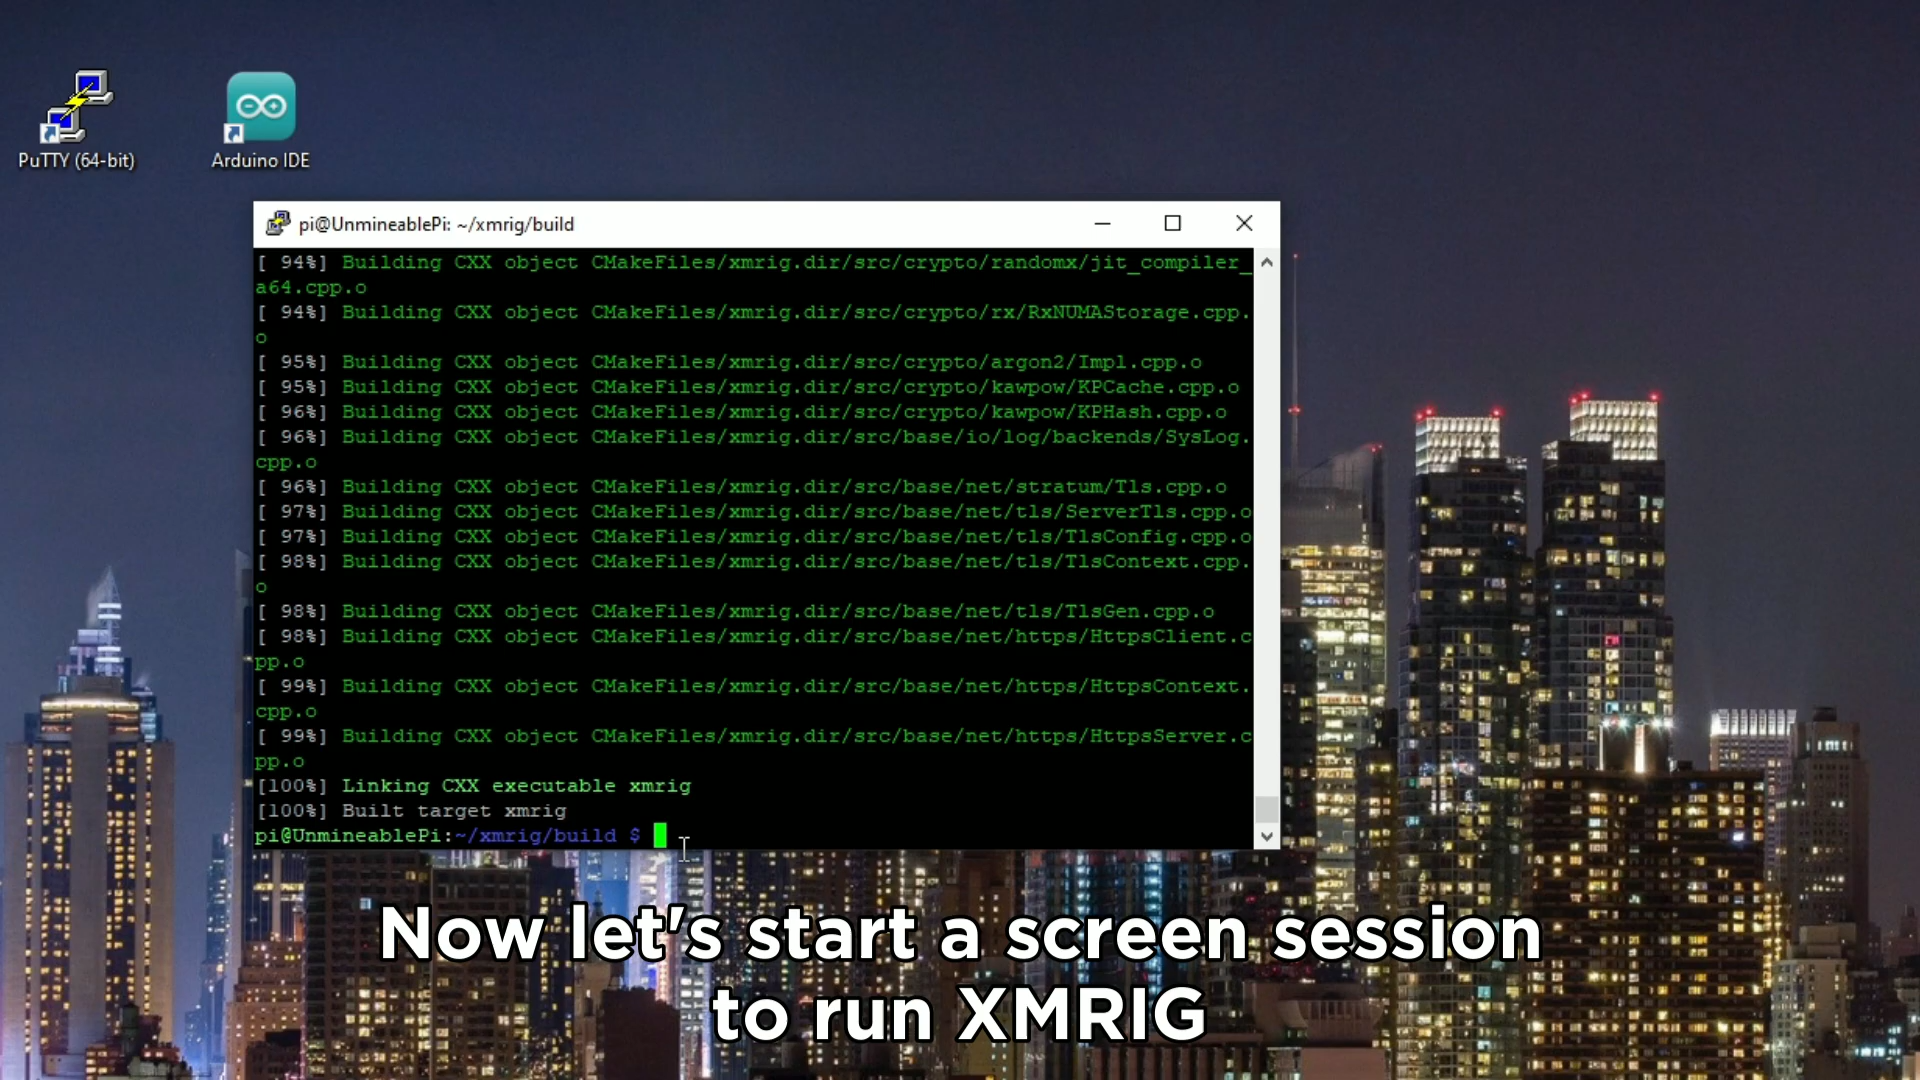 PuTTY (64-bit)
Arduino IDE
pi@UnmineablePi: ~/xmrig/build
[ 94%] Building CXX object CMakeFiles/xmrig.dir/src/crypto/randomx/jit_compiler_
a64.cpp.o
[ 94%] Building CXX object CMakeFiles/xmrig.dir/src/crypto/rx/RxNUMAStorage.cpp.
o
[ 95%] Building CXX object CMakeFiles/xmrig.dir/src/crypto/argon2/Impl.cpp.o
[ 95%] Building CXX object CMakeFiles/xmrig.dir/src/crypto/kawpow/KPCache.cpp.o
[ 96%] Building CXX object CMakeFiles/xmrig.dir/src/crypto/kawpow/KPHash.cpp.o
[ 96%] Building CXX object CMakeFiles/xmrig.dir/src/base/io/log/backends/SysLog.
cpp.o
[ 96%] Building CXX object CMakeFiles/xmrig.dir/src/base/net/stratum/Tls.cpp.o
[ 97%] Building CXX object CMakeFiles/xmrig.dir/src/base/net/tls/ServerTls.cpp.o
[ 97%] Building CXX object CMakeFiles/xmrig.dir/src/base/net/tls/TlsConfig.cpp.o
[ 98%] Building CXX object CMakeFiles/xmrig.dir/src/base/net/tls/TlsContext.cpp.
o
[ 98%] Building CXX object CMakeFiles/xmrig.dir/src/base/net/tls/TlsGen.cpp.o
[ 98%] Building CXX object CMakeFiles/xmrig.dir/src/base/net/https/HttpsClient.c
pp.o
[ 99%] Building CXX object CMakeFiles/xmrig.dir/src/base/net/https/HttpsContext.
cpp.o
[ 99%] Building CXX object CMakeFiles/xmrig.dir/src/base/net/https/HttpsServer.c
pp.o
[100%] Linking CXX executable xmrig
[100%] Built target xmrig
pi@UnmineablePi:~/xmrig/build $
Now let's start a screen session
to run XMRIG